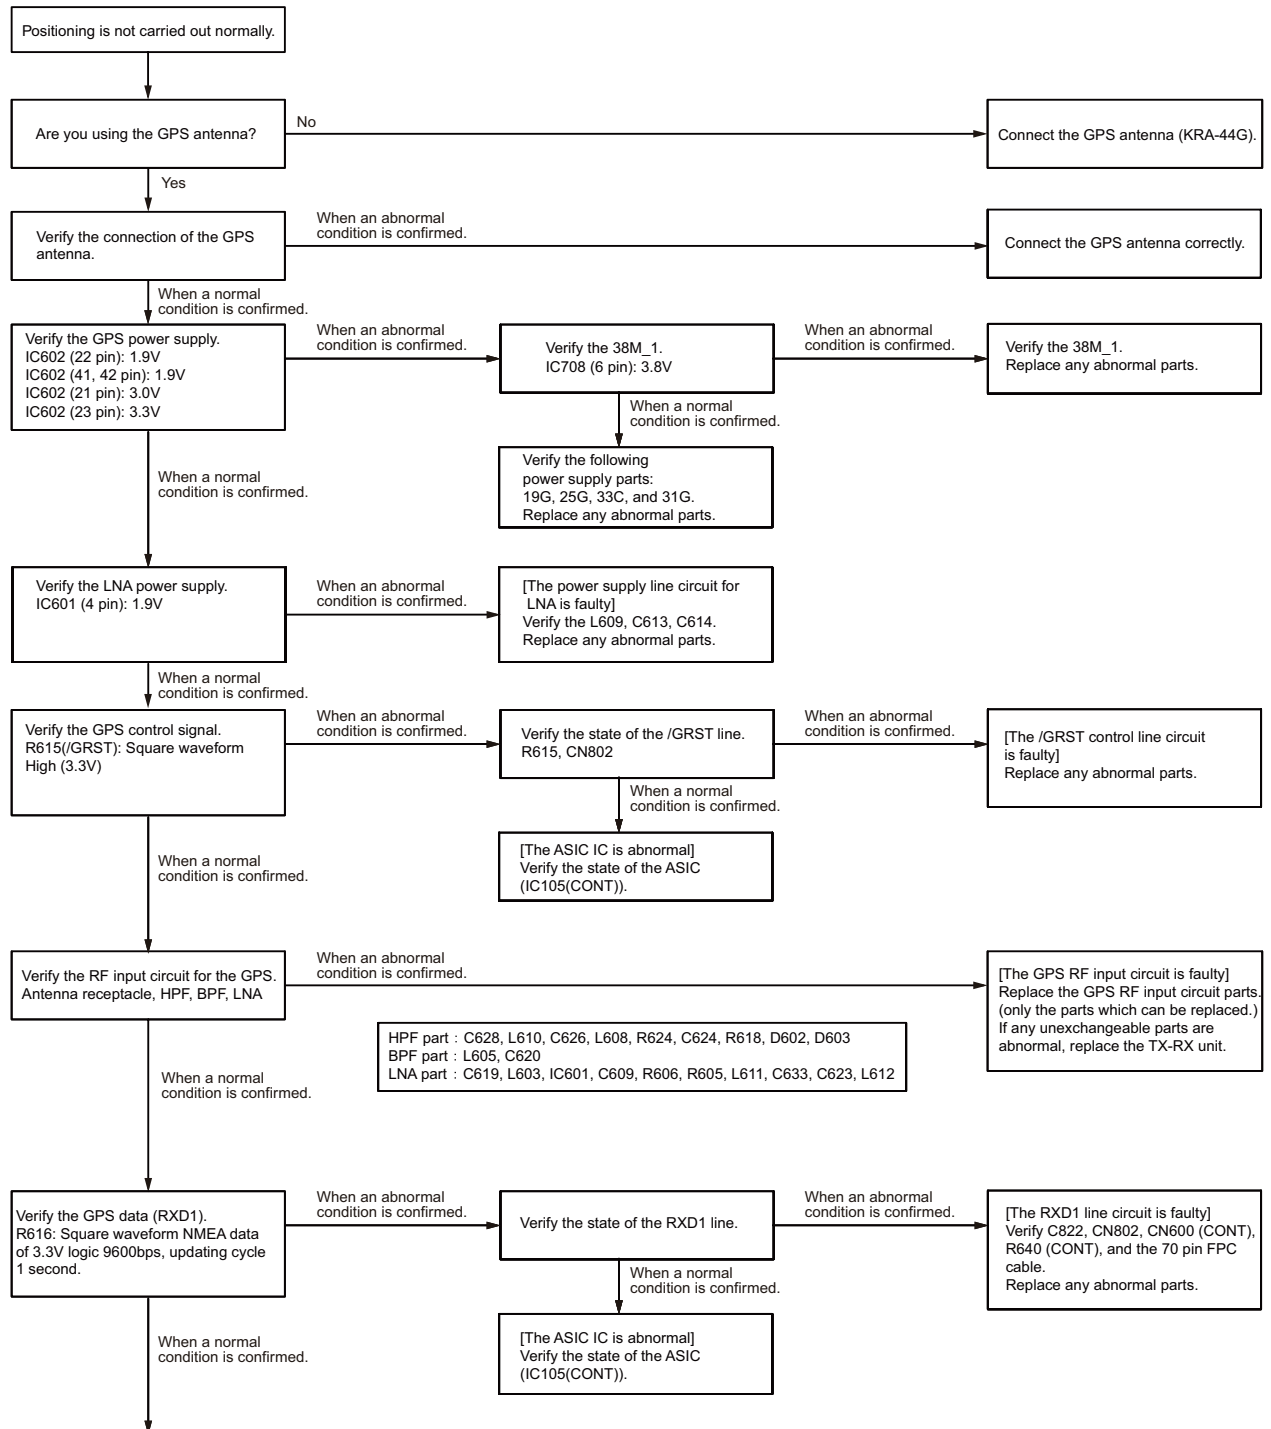 Positioning is not carried out normally.
Are you using the GPS antenna?
No
Connect the GPS antenna (KRA-44G).
Yes
Verify the connection of the GPS
antenna.
When an abnormal
condition is confirmed.
Connect the GPS antenna correctly.
When a normal
condition is confirmed.
Verify the GPS power supply.
IC602 (22 pin): 1.9V
IC602 (41, 42 pin): 1.9V
IC602 (21 pin): 3.0V
IC602 (23 pin): 3.3V
When an abnormal
condition is confirmed.
Verify the 38M_1.
IC708 (6 pin): 3.8V
When an abnormal
condition is confirmed.
Verify the 38M_1.
Replace any abnormal parts.
When a normal
condition is confirmed.
Verify the following
power supply parts:
19G, 25G, 33C, and 31G.
Replace any abnormal parts.
When a normal
condition is confirmed.
Verify the LNA power supply.
IC601 (4 pin): 1.9V
When an abnormal
condition is confirmed.
[The power supply line circuit for
LNA is faulty]
Verify the L609, C613, C614.
Replace any abnormal parts.
When a normal
condition is confirmed.
Verify the GPS control signal.
R615(/GRST): Square waveform
High (3.3V)
When an abnormal
condition is confirmed.
Verify the state of the /GRST line.
R615, CN802
When an abnormal
condition is confirmed.
[The /GRST control line circuit
is faulty]
Replace any abnormal parts.
When a normal
condition is confirmed.
[The ASIC IC is abnormal]
Verify the state of the ASIC
(IC105(CONT)).
When a normal
condition is confirmed.
Verify the RF input circuit for the GPS.
Antenna receptacle, HPF, BPF, LNA
When an abnormal
condition is confirmed.
[The GPS RF input circuit is faulty]
Replace the GPS RF input circuit parts.
(only the parts which can be replaced.)
If any unexchangeable parts are
abnormal, replace the TX-RX unit.
HPF part : C628, L610, C626, L608, R624, C624, R618, D602, D603
BPF part : L605, C620
LNA part : C619, L603, IC601, C609, R606, R605, L611, C633, C623, L612
When a normal
condition is confirmed.
Verify the GPS data (RXD1).
R616: Square waveform NMEA data
of 3.3V logic 9600bps, updating cycle
1 second.
When an abnormal
condition is confirmed.
Verify the state of the RXD1 line.
When an abnormal
condition is confirmed.
[The RXD1 line circuit is faulty]
Verify C822, CN802, CN600 (CONT),
R640 (CONT), and the 70 pin FPC
cable.
Replace any abnormal parts.
When a normal
condition is confirmed.
[The ASIC IC is abnormal]
Verify the state of the ASIC
(IC105(CONT)).
When a normal
condition is confirmed.